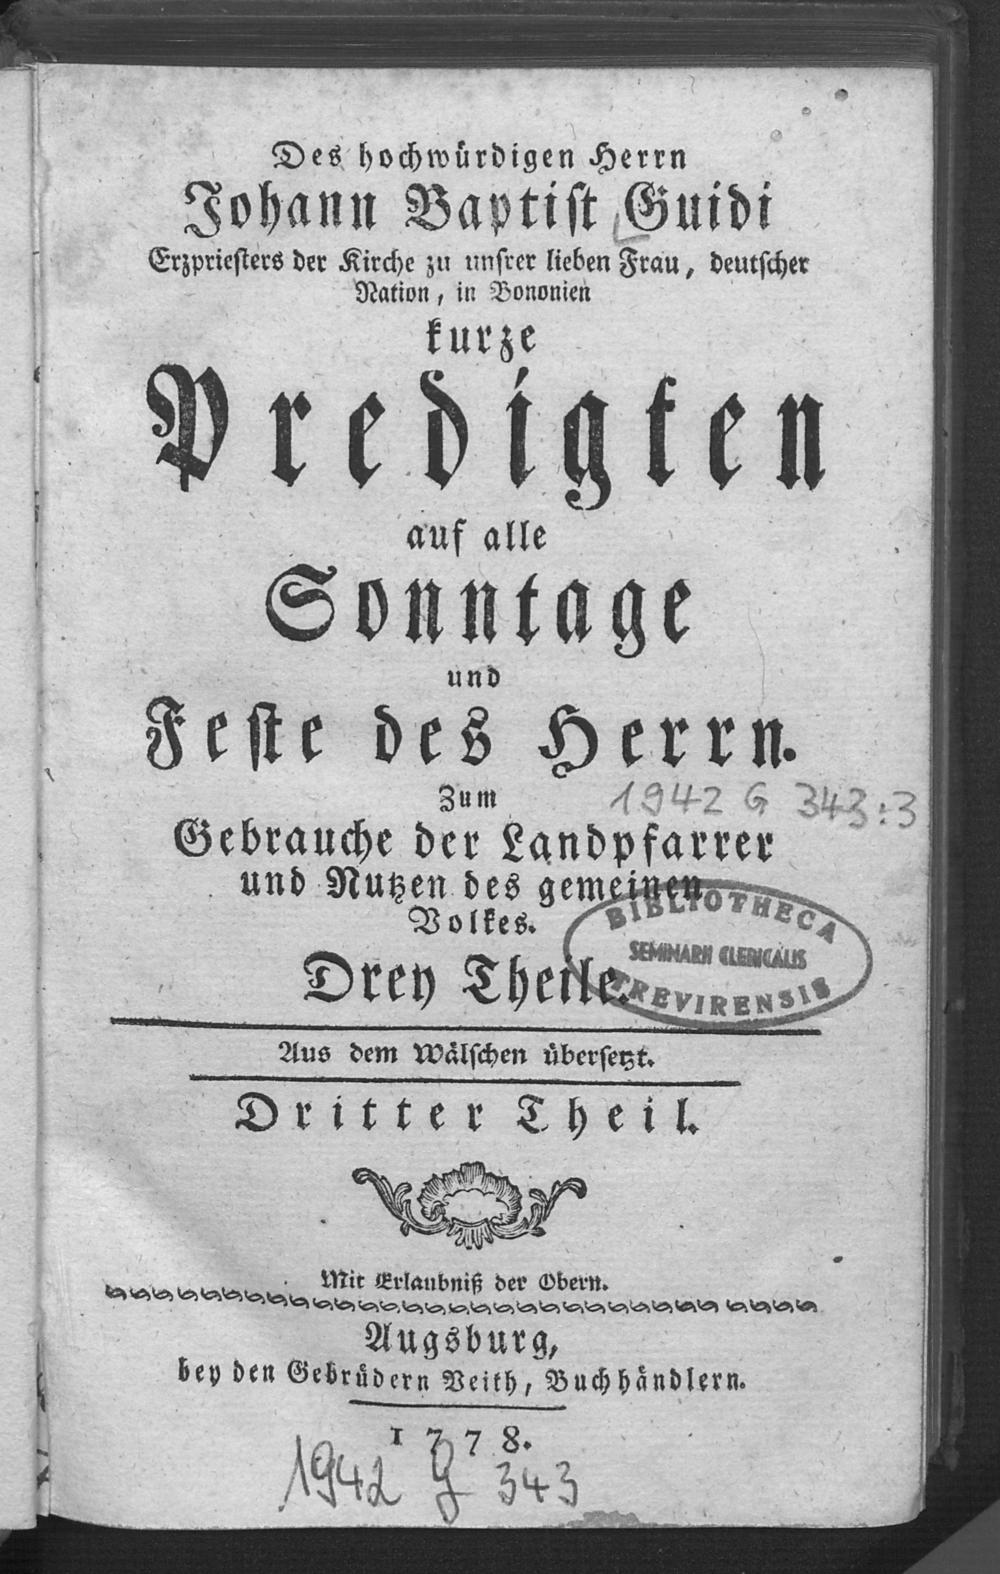 Des hochwürdigen Herrn
Johann Baptist Guidi
Erzpriesters der Kirche zu unsrer lieben Frau, deutscher
Nation, in Bononien
kurze
Predigten
auf alle
Sonntage
und
Feste des Herrn.
Zum
1942 G 343:3
Gebrauche der Landpfarrer
und Nutzen des gemeinen
Volkes.
BIBLIOTHECA
SEMINARII CLERICALIS
TREVIRENSIS
Drey Theile.
Aus dem Wälschen übersetzt.
Dritter Theil.
Mit Erlaubniß der Obern.
Augsburg,
bey den Gebrüdern Veith, Buchhändlern.
1778.
1942 G 343